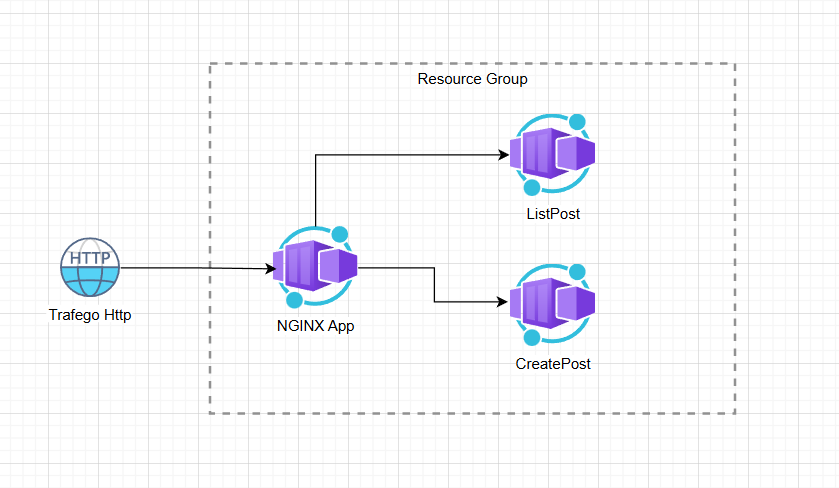 Resource Group
ListPost
HTTP
Trafego Http
NGINX App
CreatePost